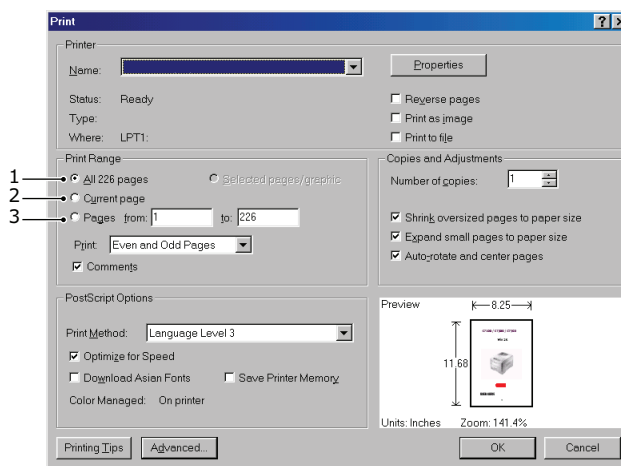 Print
Printer
Name:
Properties
Status: Ready
Reverse pages
Type:
Print as image
Where: LPT1:
Print to file
Print Range
Copies and Adjustments
1 All 226 pages Selected pages/graphic
Number of copies: 1
2 Current page
3 Pages from: 1 to: 226
Shrink oversized pages to paper size
Print: Even and Odd Pages
Expand small pages to paper size
Comments
Auto-rotate and center pages
PostScript Options
Preview
8.25
Print Method: Language Level 3
Optimize for Speed
11.68
Download Asian Fonts Save Printer Memory
Color Managed: On printer
Units: Inches Zoom: 141.4%
Printing Tips Advanced... OK Cancel